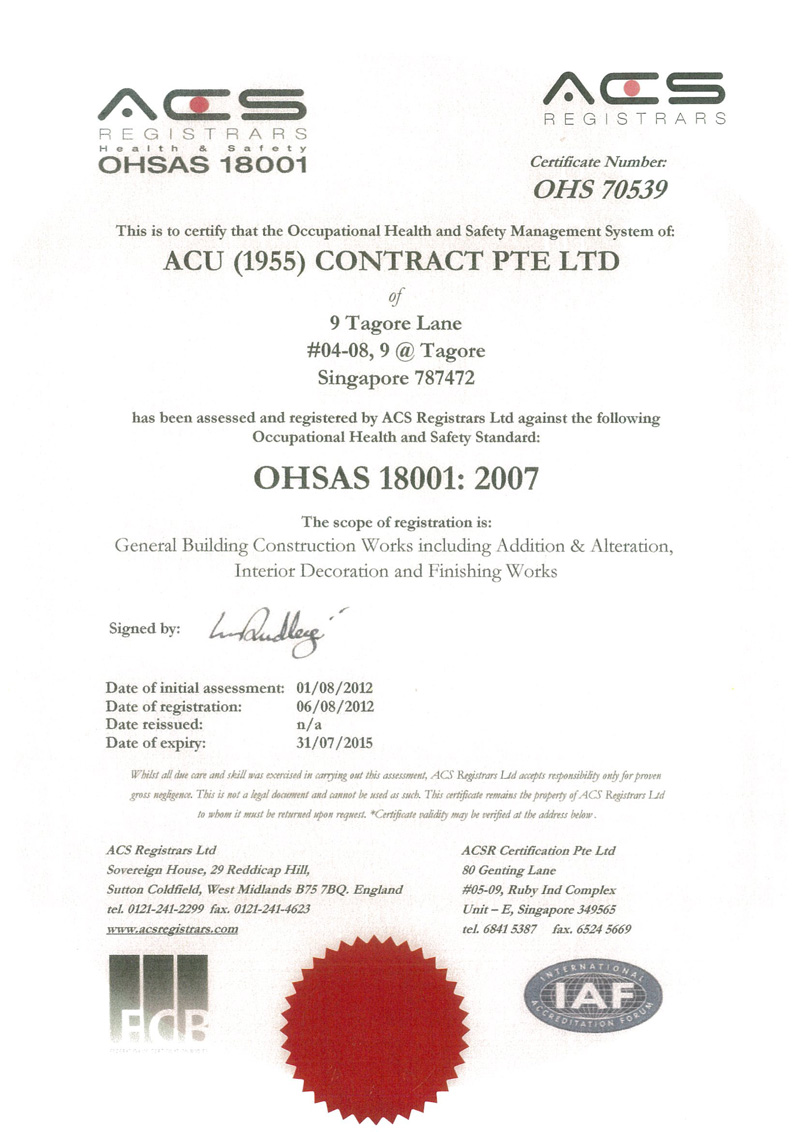 ACS
REGISTRARS
Health & Safety
OHSAS 18001
ACS
REGISTRARS
Certificate Number:
OHS 70539
This is to certify that the Occupational Health and Safety Management System of:
ACU (1955) CONTRACT PTE LTD
of
9 Tagore Lane
#04-08, 9 @ Tagore
Singapore 787472
has been assessed and registered by ACS Registrars Ltd against the following
Occupational Health and Safety Standard:
OHSAS 18001: 2007
The scope of registration is:
General Building Construction Works including Addition & Alteration,
Interior Decoration and Finishing Works
Signed by:
Date of initial assessment: 01/08/2012
Date of registration: 06/08/2012
Date reissued: n/a
Date of expiry: 31/07/2015
Whilst all due care and skill was exercised in carrying out this assessment, ACS Registrars Ltd accepts responsibility only for proven
gross negligence. This is not a legal document and cannot be used as such. This certificate remains the property of ACS Registrars Ltd
to whom it must be returned upon request. *Certificate validity may be verified at the address below.
ACS Registrars Ltd
Sovereign House, 29 Reddicap Hill,
Sutton Coldfield, West Midlands B75 7BQ. England
tel. 0121-241-2299 fax. 0121-241-4623
www.acsregistrars.com
ACSR Certification Pte Ltd
80 Genting Lane
#05-09, Ruby Ind Complex
Unit – E, Singapore 349565
tel. 6841 5387 fax. 6524 5669
INTERNATIONAL
IAF
ACCREDITATION FORUM